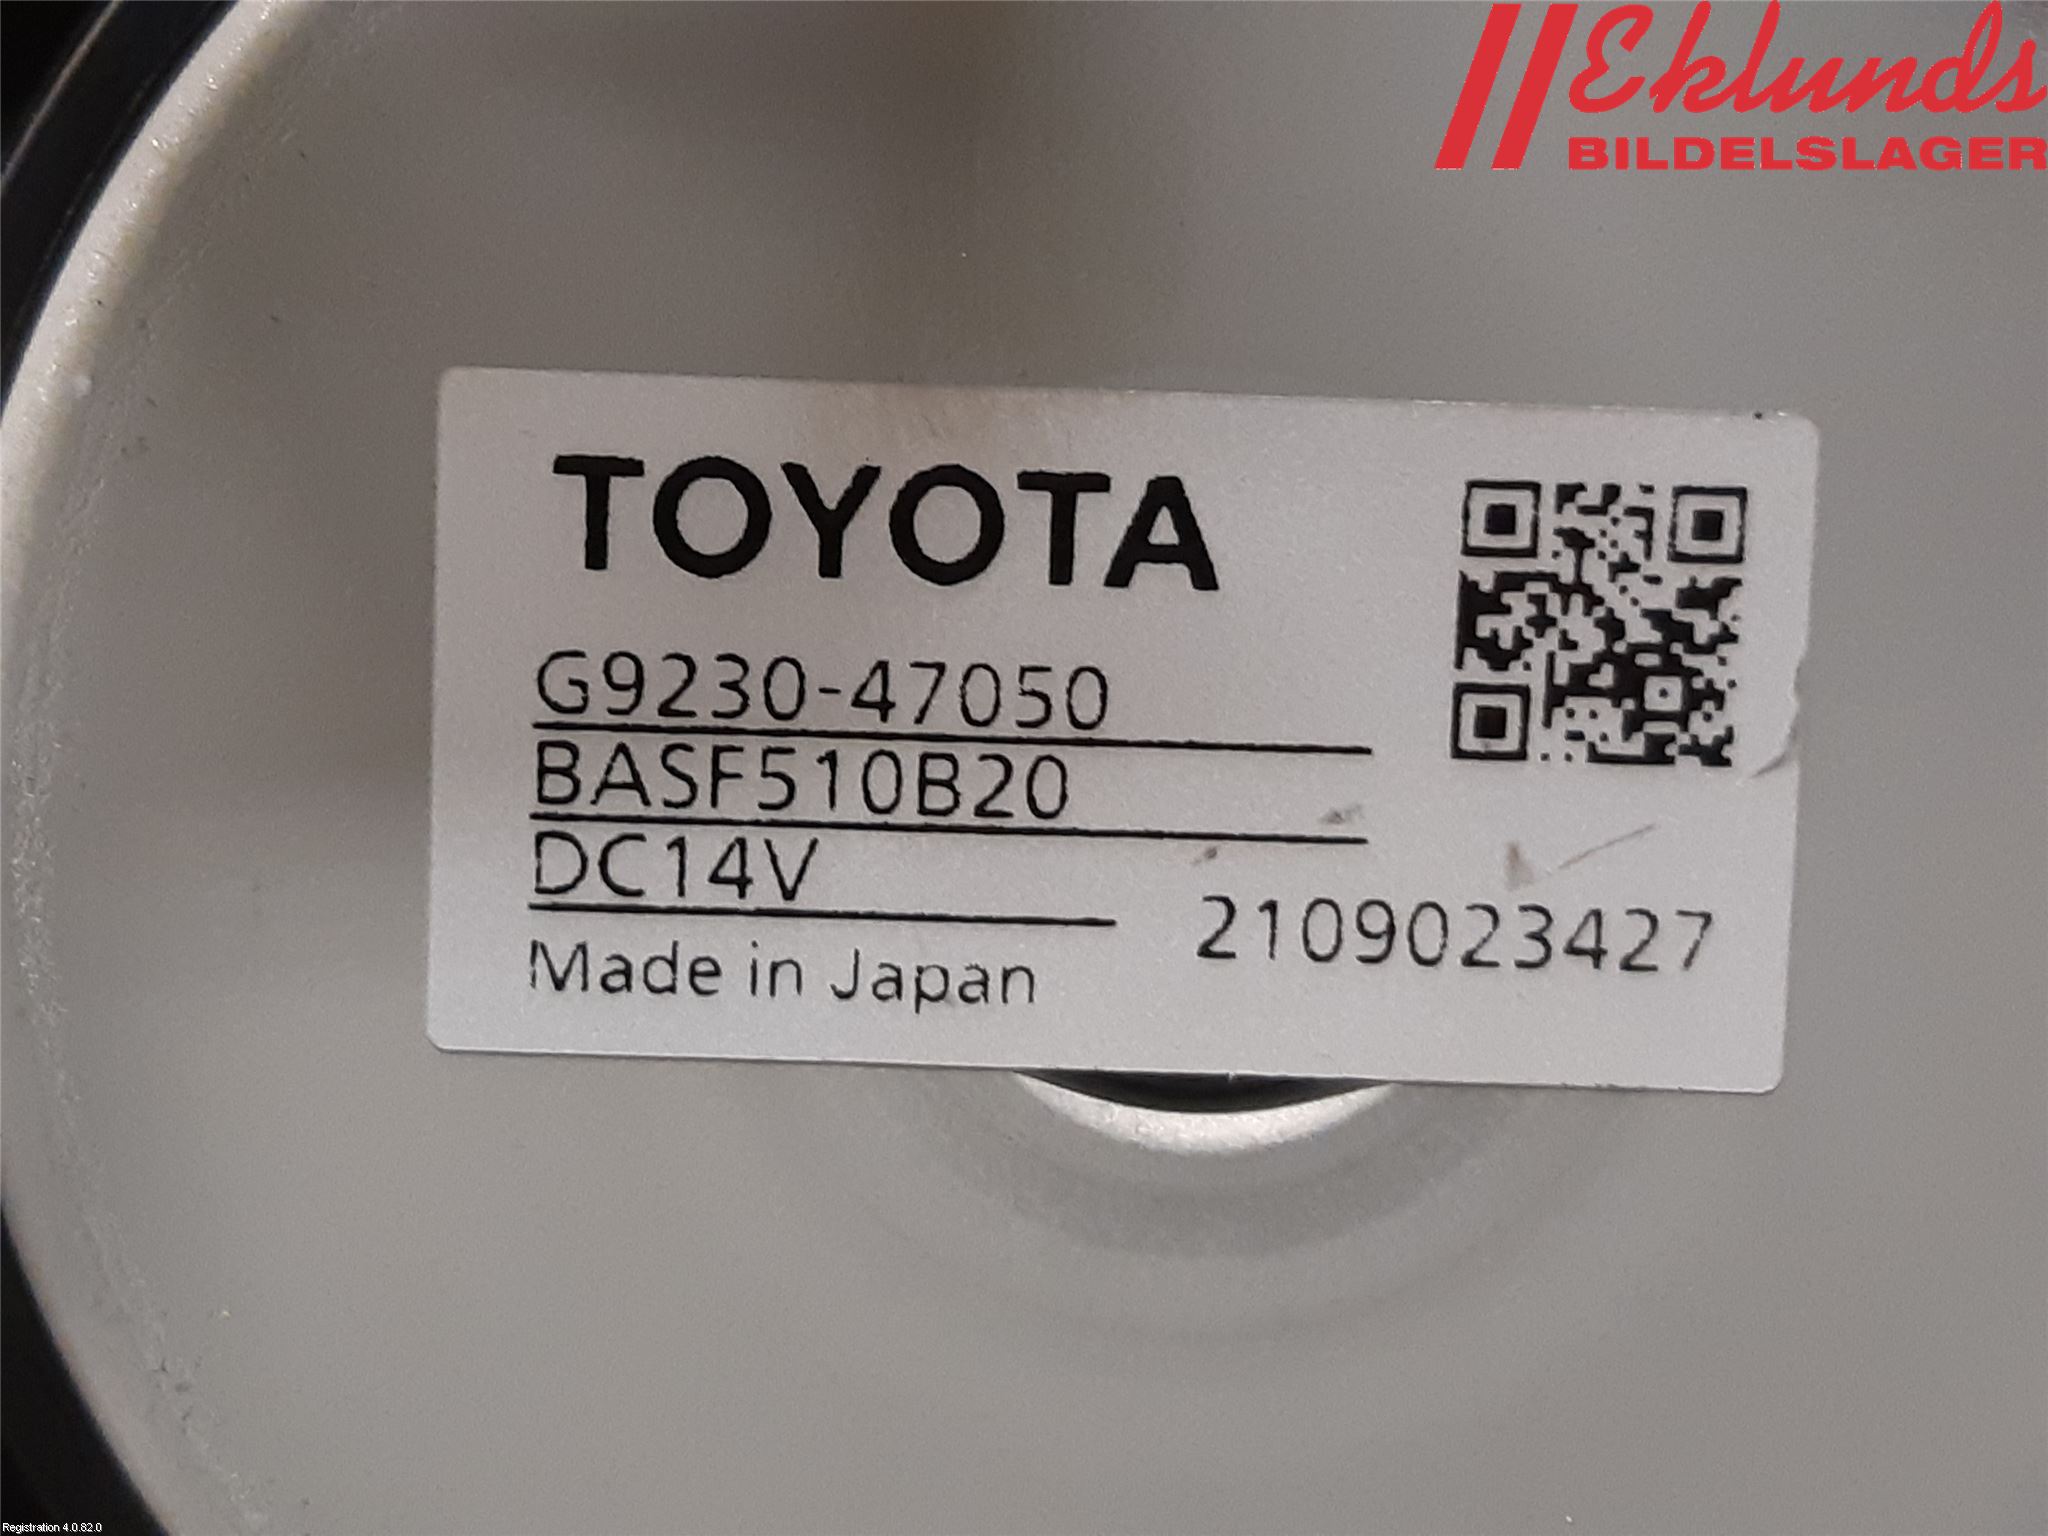 Eklunds
BILDELSLAGER
TOYOTA
G9230-47050
BASF510B20
DC14V
2109023427
Made in Japan
Registration 4.0.82.0